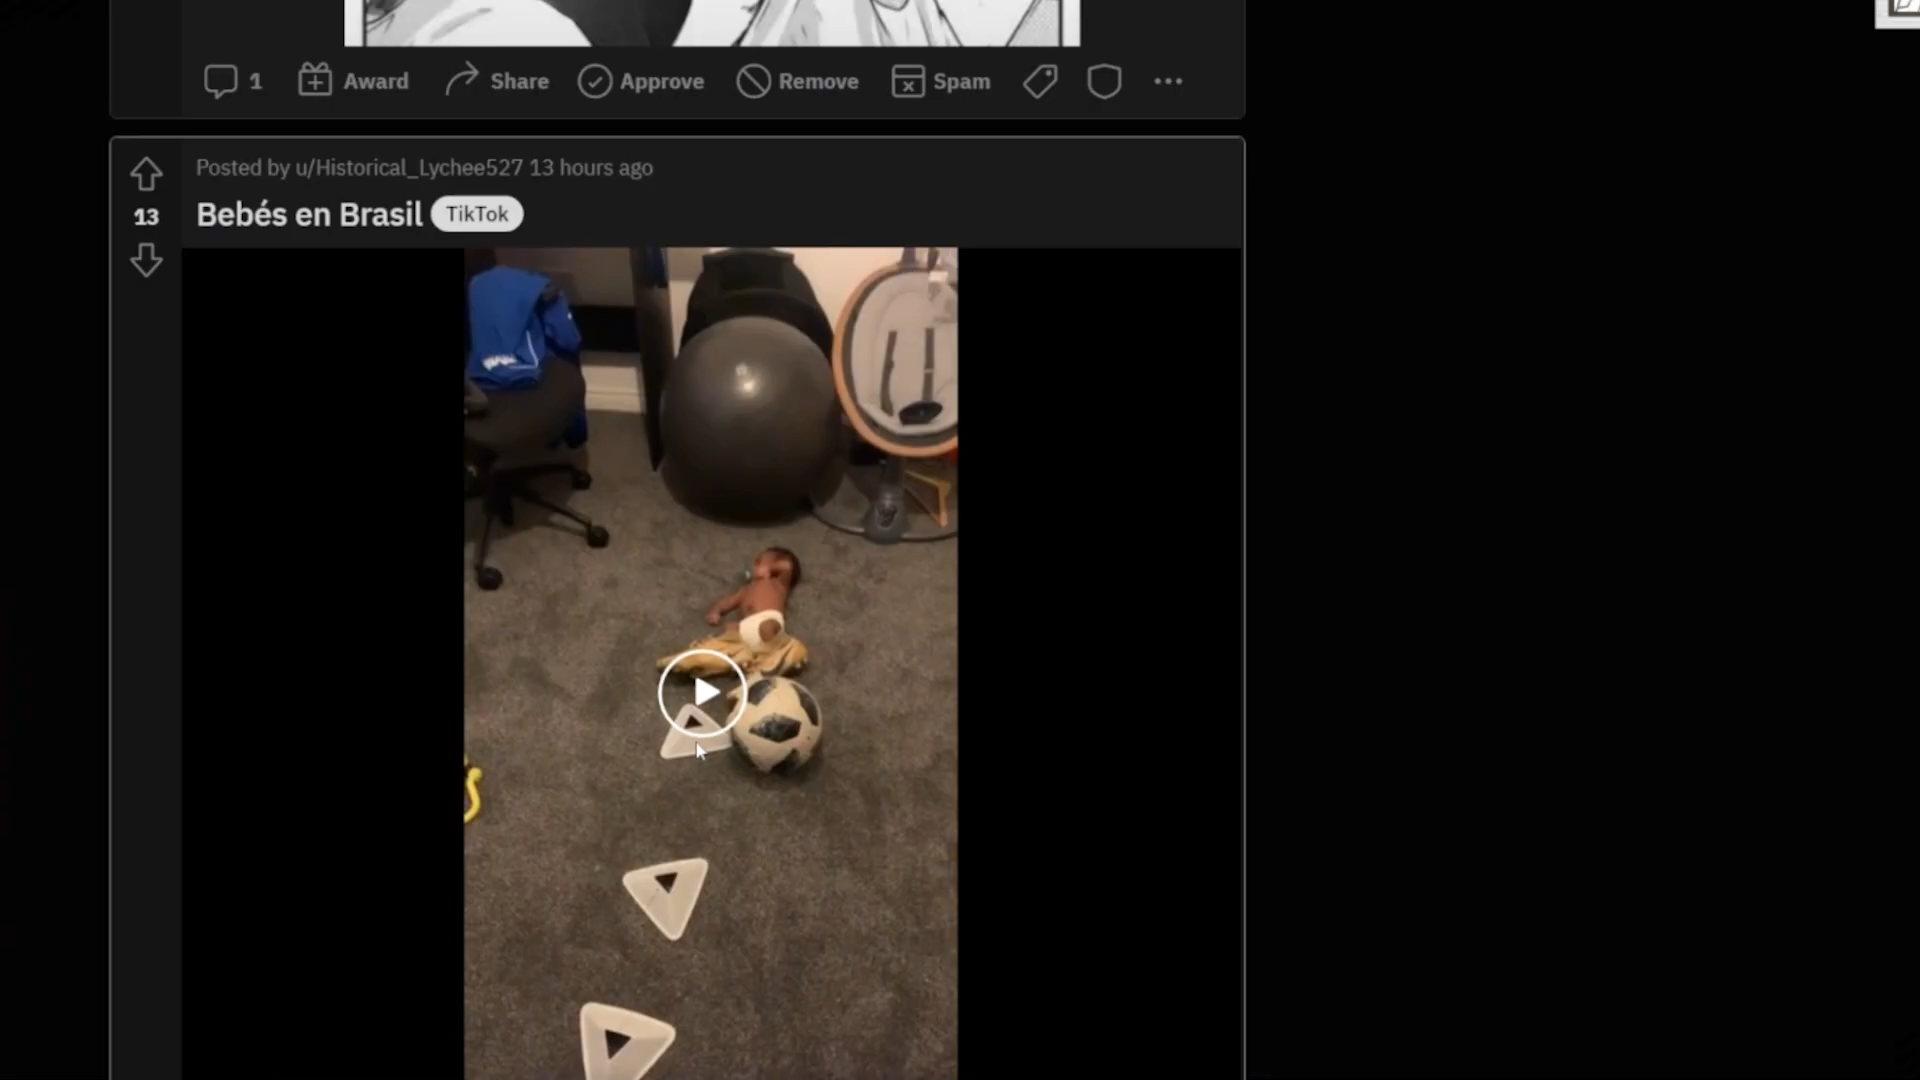 1 Award Share Approve Remove Spam
Posted by u/Historical_Lychee527 13 hours ago
13
Bebés en Brasil TikTok